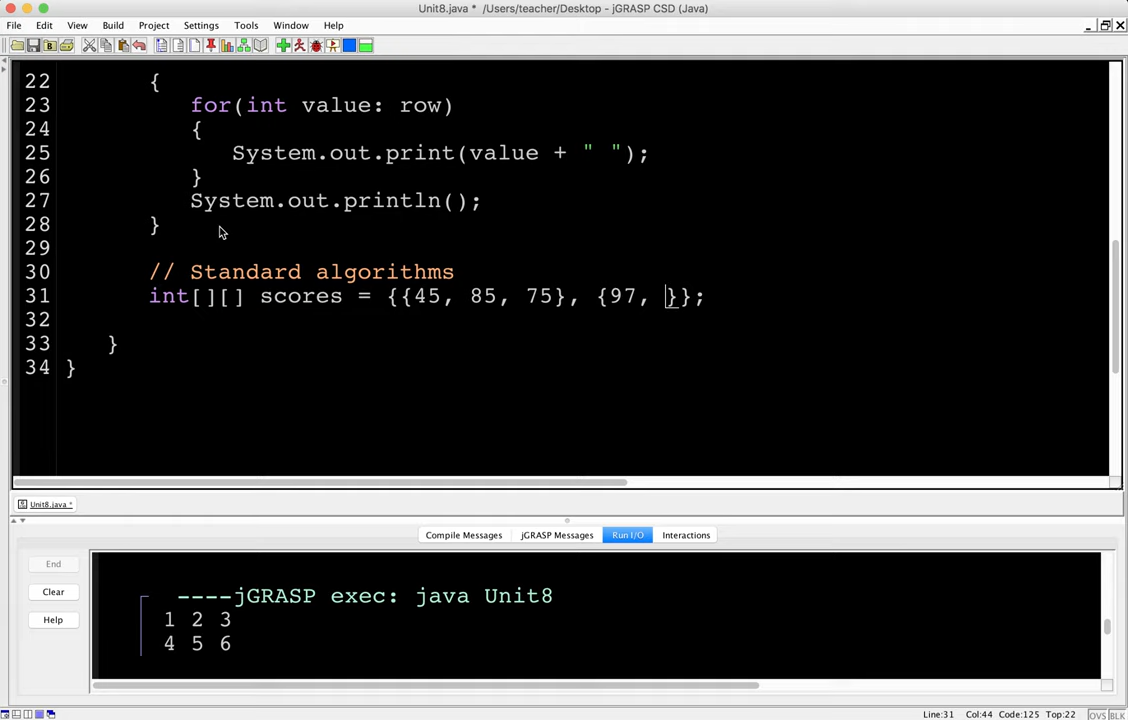 Unit8.java * /Users/teacher/Desktop - jGRASP CSD (Java)
File Edit View Build Project Settings Tools Window Help
22 {
23 for(int value: row)
24 {
25 System.out.print(value + " ");
26 }
27 System.out.println();
28 }
29
30 // Standard algorithms
31 int[][] scores = {{45, 85, 75}, {97, }};
32
33 }
34 }
Unit8.java *
Compile Messages jGRASP Messages Run I/O Interactions
End
Clear
Help
----jGRASP exec: java Unit8
1 2 3
4 5 6
Line:31 Col:44 Code:125 Top:22 OVS BLK